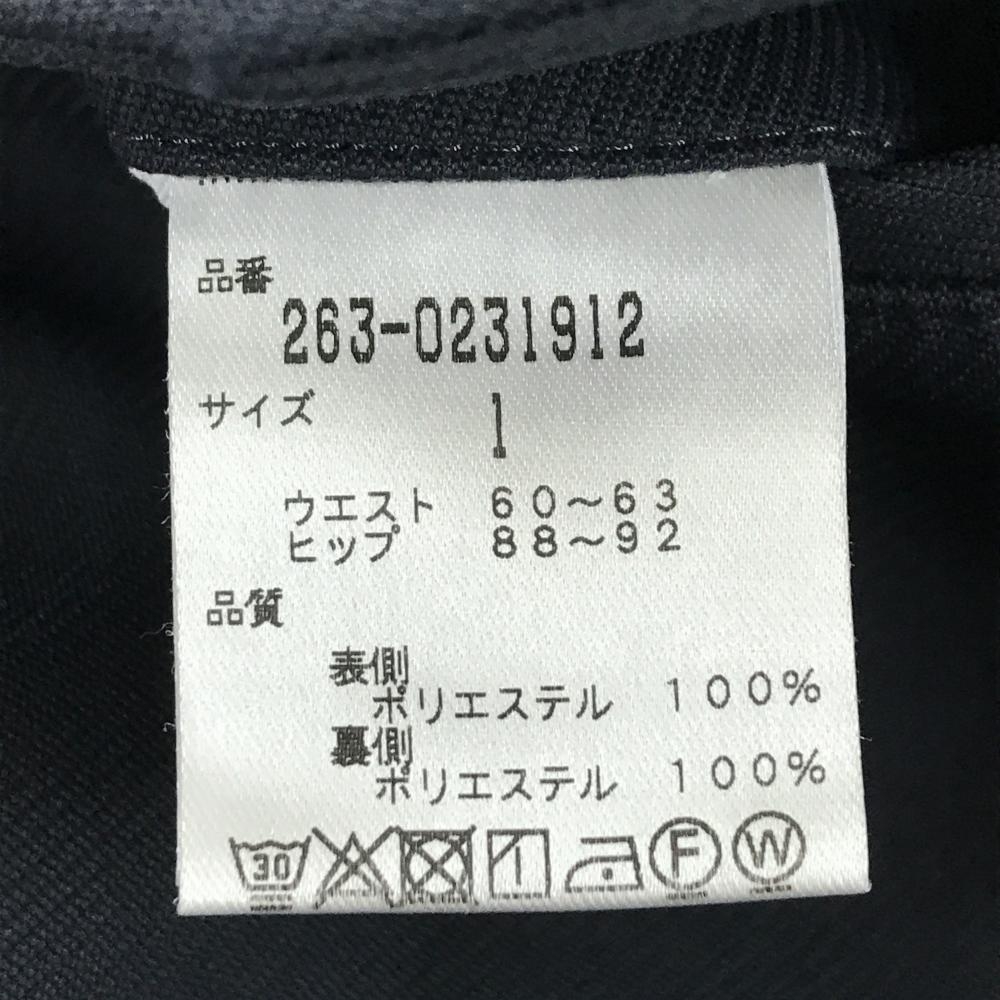 品番
263-0231912
サイズ 1
ウエスト 60～63
ヒップ 88～92
品質
表側
ポリエステル 100%
裏側
ポリエステル 100%
30 F W